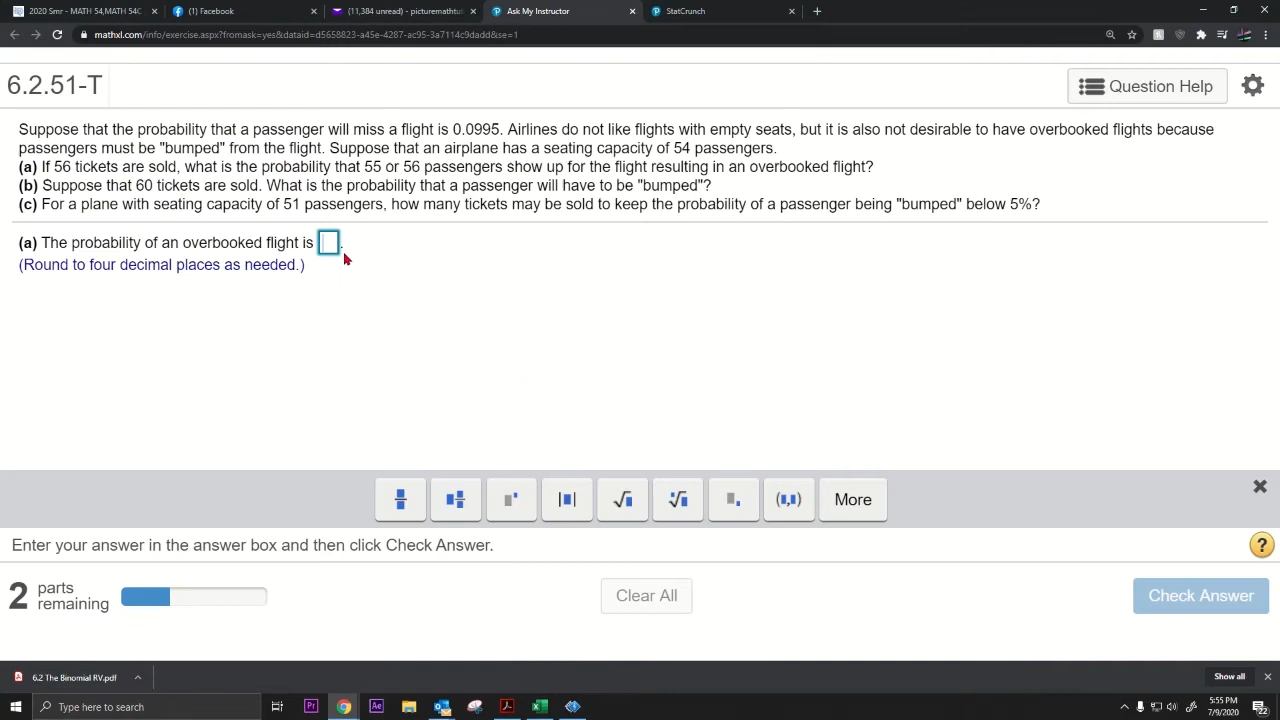 2020 Smr - MATH 54,MATH 54C
(1) Facebook
(11,384 unread) - picturemathtut
Ask My Instructor
StatCrunch
mathxl.com/info/exercise.aspx?fromask=yes&dataid=d5658823-a45e-4287-ac95-3a7114c9dadd&se=1
6.2.51-T
Question Help
Suppose that the probability that a passenger will miss a flight is 0.0995. Airlines do not like flights with empty seats, but it is also not desirable to have overbooked flights because
passengers must be "bumped" from the flight. Suppose that an airplane has a seating capacity of 54 passengers.
(a) If 56 tickets are sold, what is the probability that 55 or 56 passengers show up for the flight resulting in an overbooked flight?
(b) Suppose that 60 tickets are sold. What is the probability that a passenger will have to be "bumped"?
(c) For a plane with seating capacity of 51 passengers, how many tickets may be sold to keep the probability of a passenger being "bumped" below 5%?
(a) The probability of an overbooked flight is .
(Round to four decimal places as needed.)
More
Enter your answer in the answer box and then click Check Answer.
?
2 parts remaining
Clear All
Check Answer
6.2 The Binomial RV.pdf
Show all
Type here to search
Pr
Ae
5:55 PM
7/9/2020
22